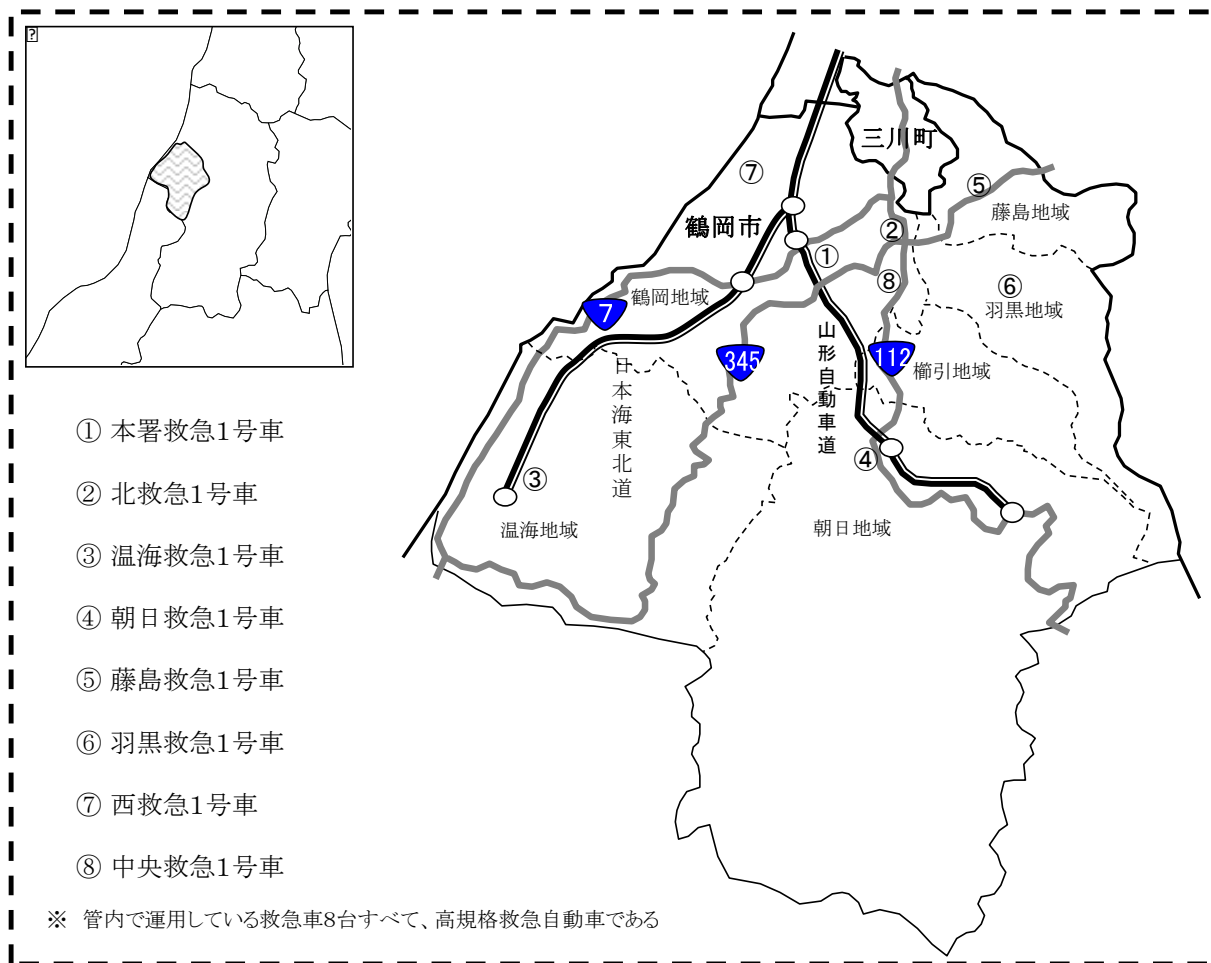 ?
三川町
⑦
⑤
藤島地域
鶴岡市
②
①
⑧
⑥
羽黒地域
鶴岡地域
7
345
112
櫛引地域
山形自動車道
日本海東北道
③
④
温海地域
朝日地域
① 本署救急1号車
② 北救急1号車
③ 温海救急1号車
④ 朝日救急1号車
⑤ 藤島救急1号車
⑥ 羽黒救急1号車
⑦ 西救急1号車
⑧ 中央救急1号車
※ 管内で運用している救急車8台すべて、高規格救急自動車である